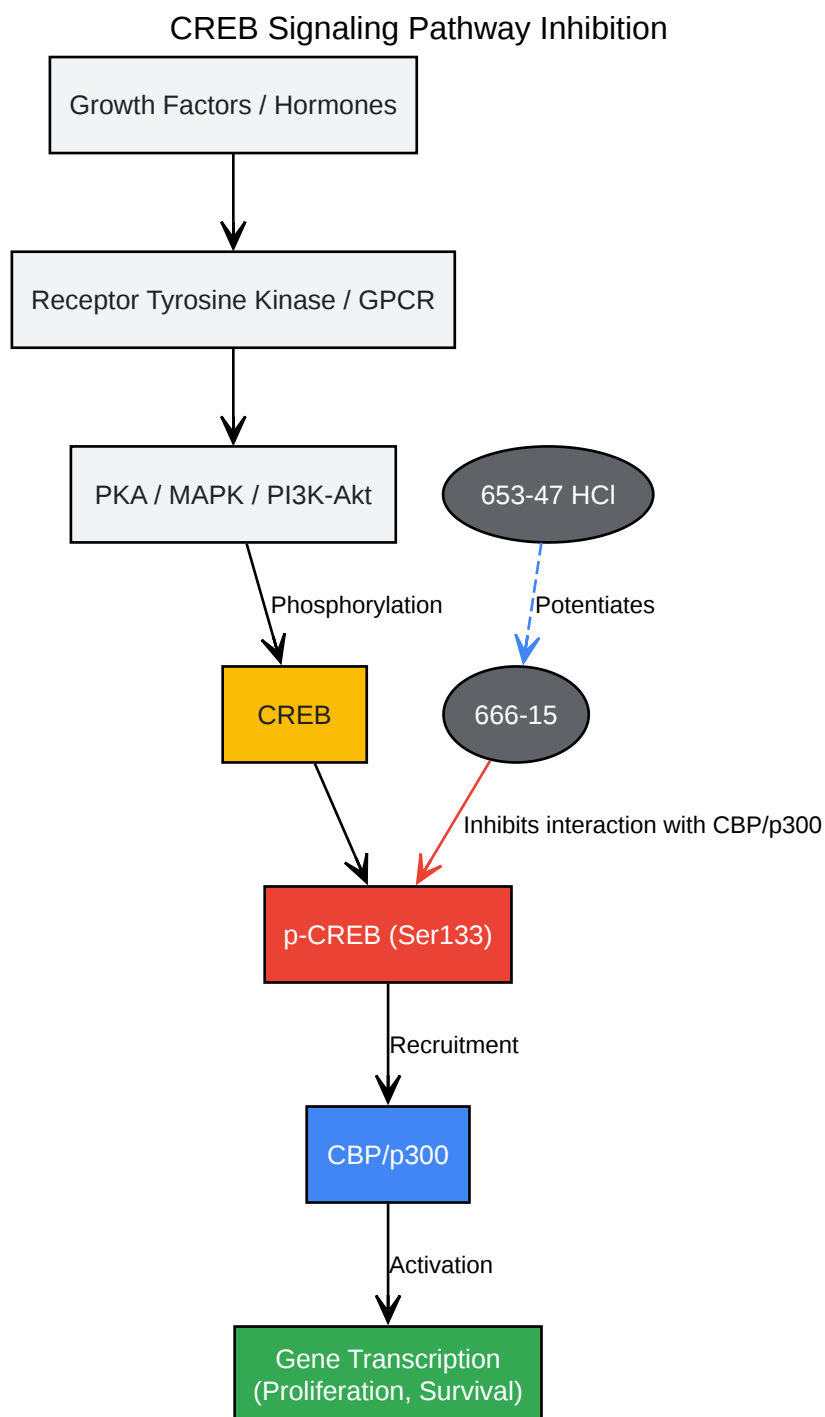 CREB Signaling Pathway Inhibition
Growth Factors / Hormones
Receptor Tyrosine Kinase / GPCR
PKA / MAPK / PI3K-Akt
653-47 HCl
Phosphorylation
Potentiates
CREB
666-15
Inhibits interaction with CBP/p300
p-CREB (Ser133)
Recruitment
CBP/p300
Activation
Gene Transcription
(Proliferation, Survival)